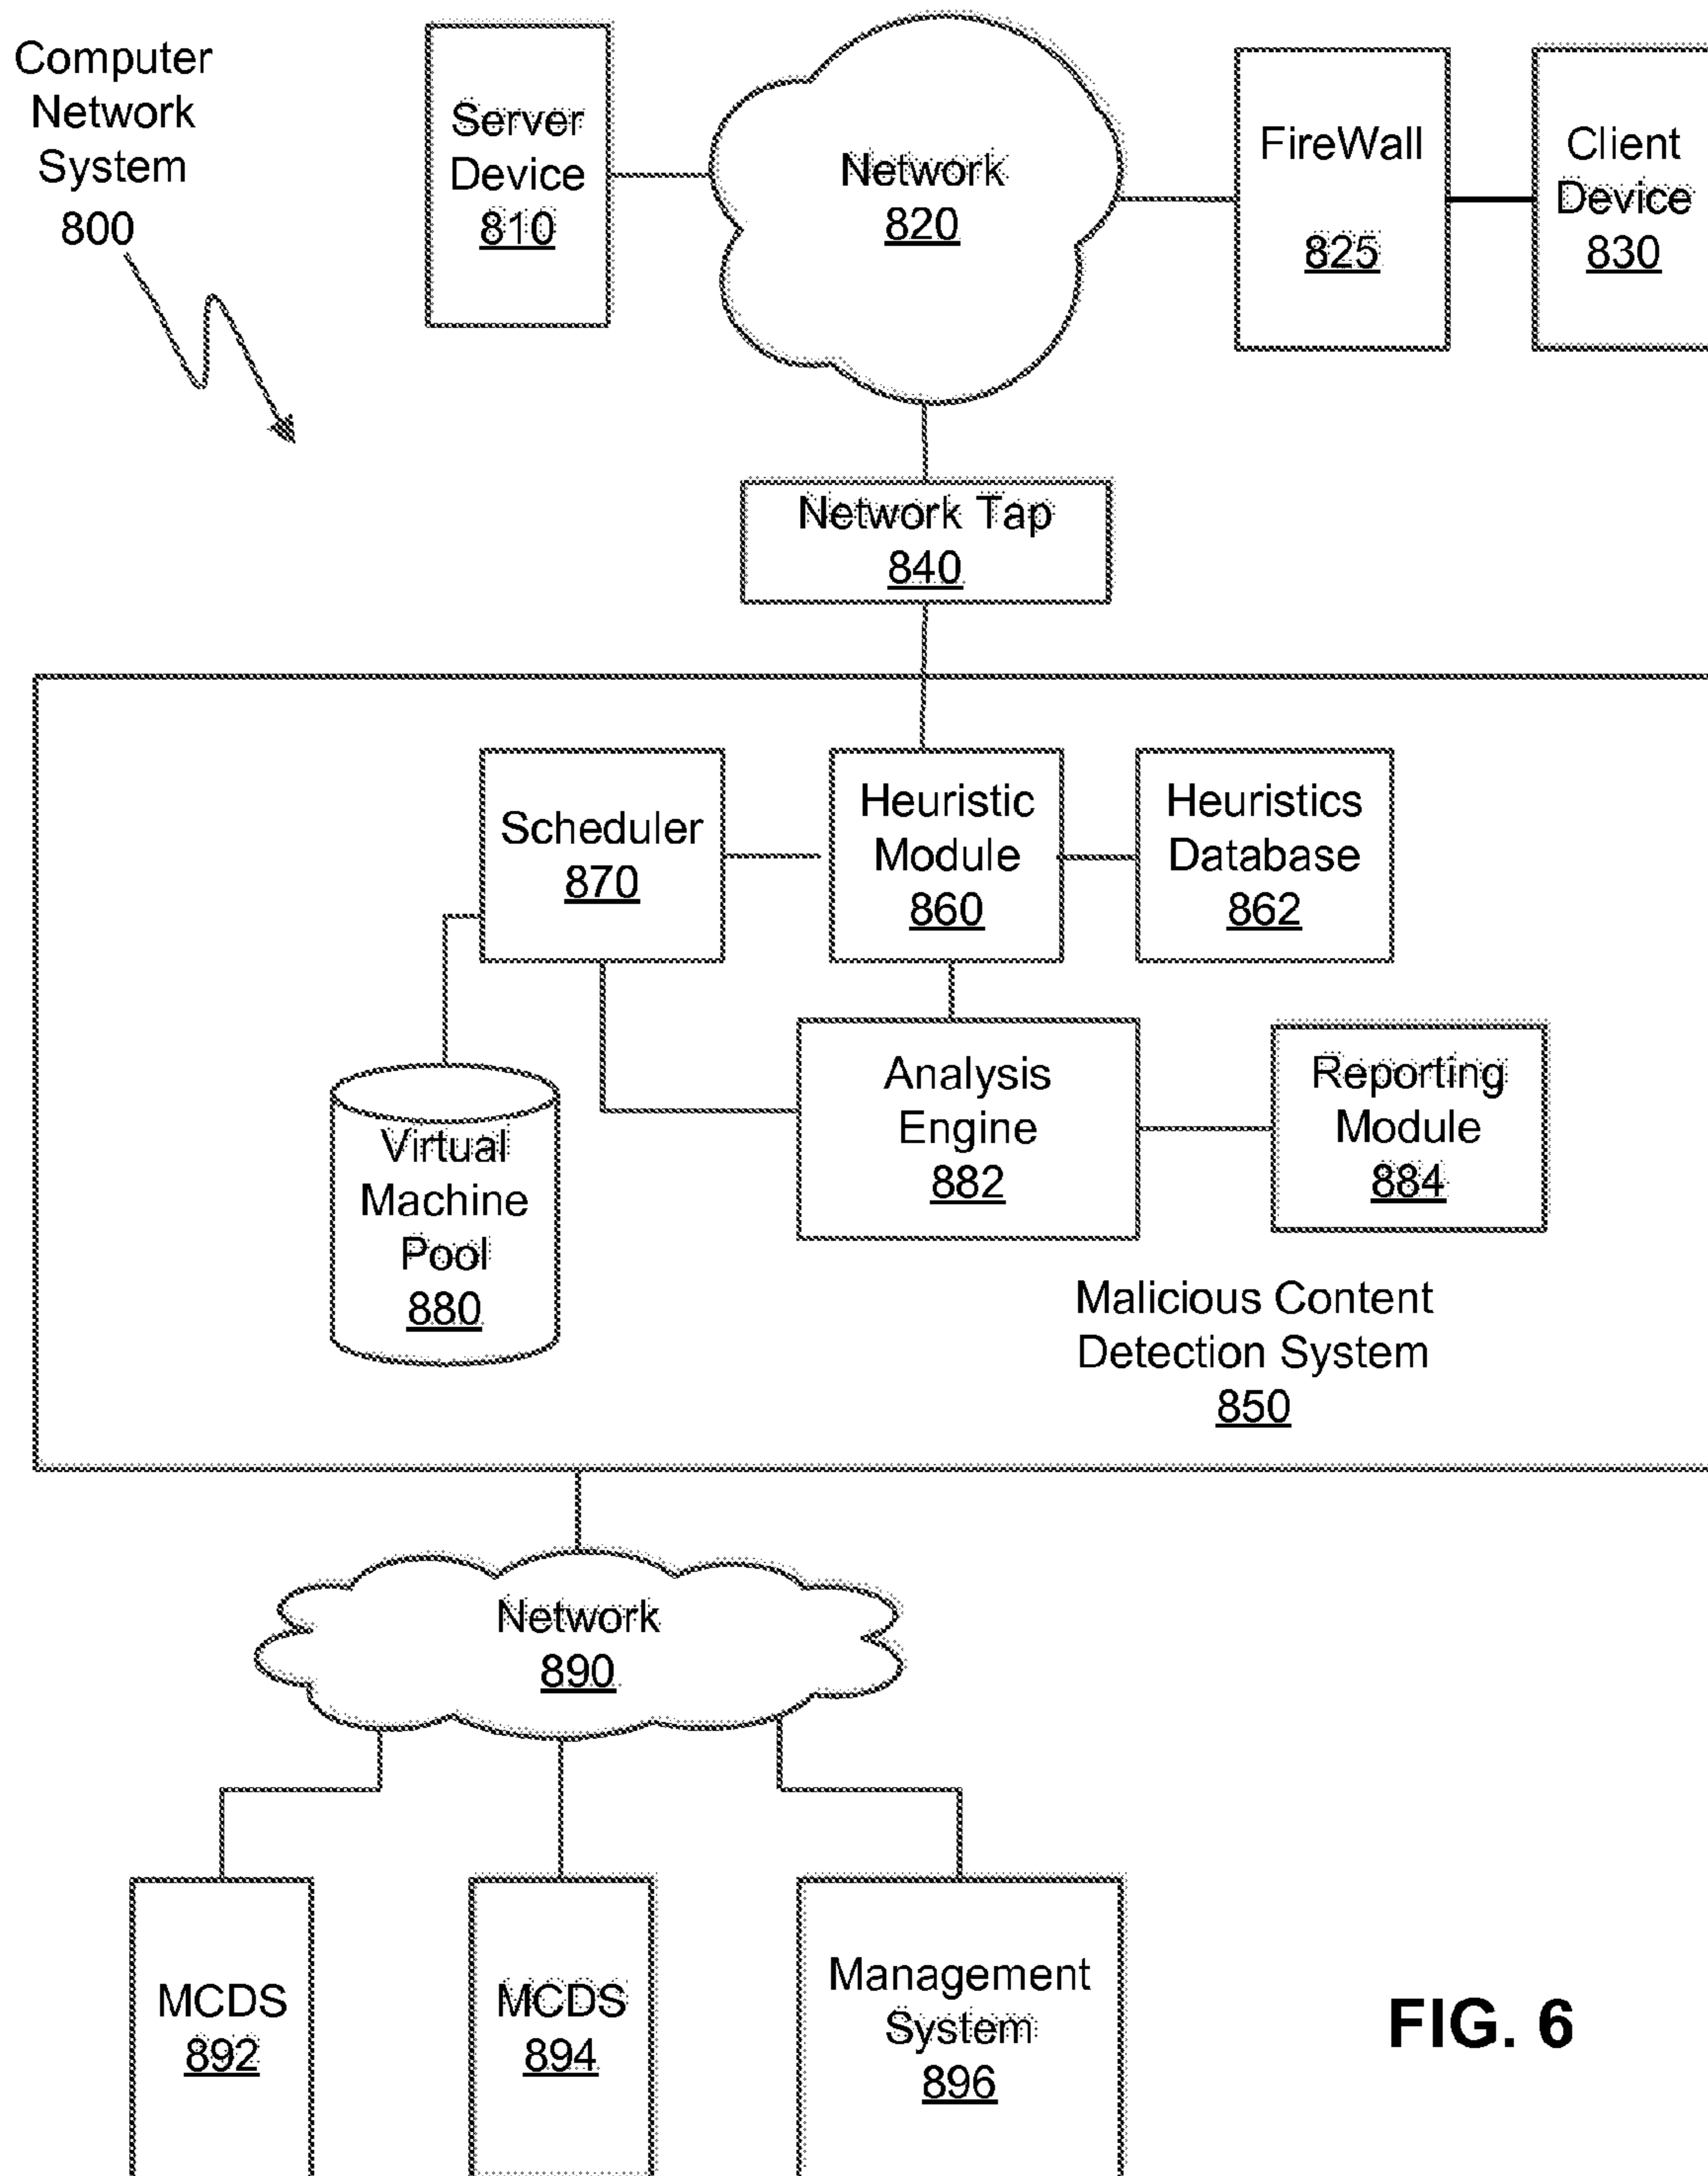 Computer
Network
System
800
Server
Device
810
Network
820
FireWall
825
Client
Device
830
Network Tap
840
Scheduler
870
Heuristic
Module
860
Heuristics
Database
862
Virtual
Machine
Pool
880
Analysis
Engine
882
Reporting
Module
884
Malicious Content
Detection System
850
Network
890
MCDS
892
MCDS
894
Management
System
896
FIG. 6